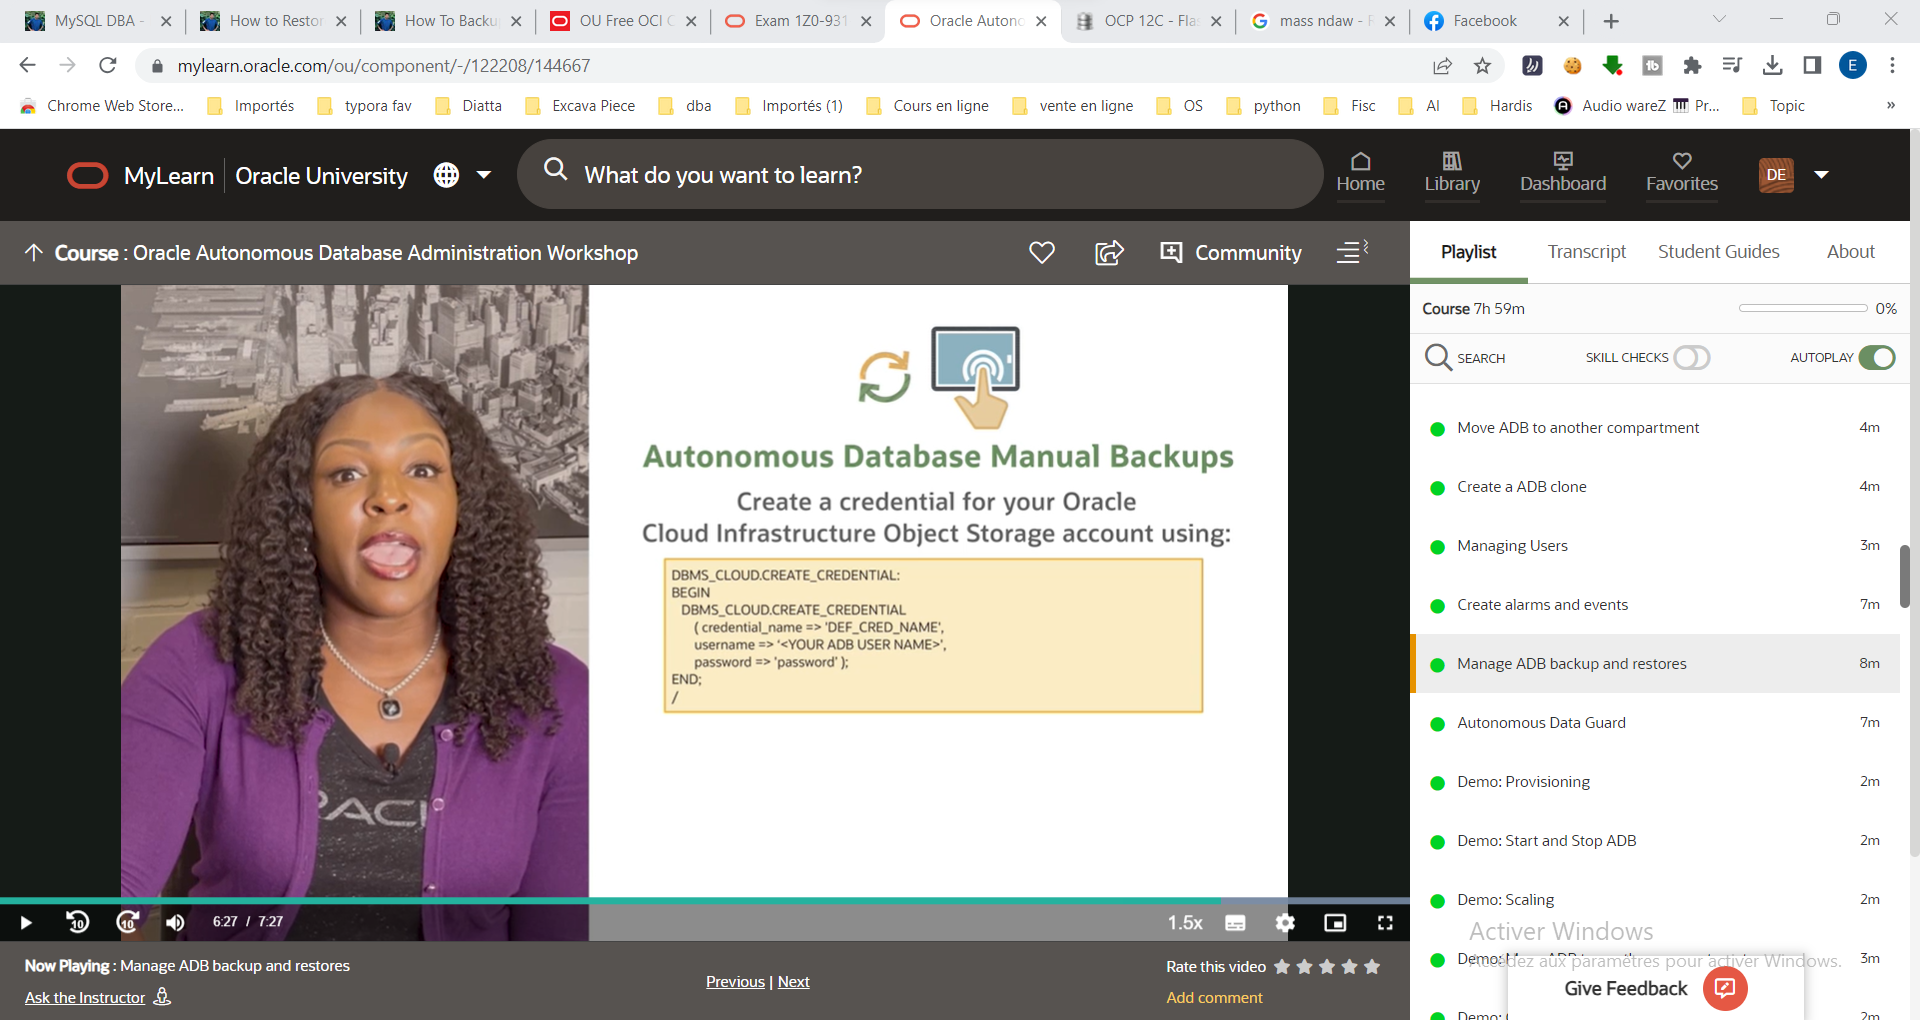 MySQL DBA -
How to Restor
How To Backu
OU Free OCI C
Exam 1Z0-931
Oracle Autono
OCP 12C - Fla
mass ndaw - R
Facebook
mylearn.oracle.com/ou/component/-/122208/144667
E
Chrome Web Store...
Importés
typora fav
Diatta
Excava Piece
dba
Importés (1)
Cours en ligne
vente en ligne
OS
python
Fisc
AI
Hardis
Audio wareZ
Pr...
Topic
»
MyLearn
Oracle University
What do you want to learn?
Home
Library
Dashboard
Favorites
DE
Course : Oracle Autonomous Database Administration Workshop
Community
Playlist
Transcript
Student Guides
About
Course 7h 59m
0%
SEARCH
SKILL CHECKS
AUTOPLAY
Autonomous Database Manual Backups
Create a credential for your Oracle
Cloud Infrastructure Object Storage account using:
DBMS_CLOUD.CREATE_CREDENTIAL:
BEGIN
DBMS_CLOUD.CREATE_CREDENTIAL
( credential_name => 'DEF_CRED_NAME',
username => '<YOUR ADB USER NAME>',
password => 'password' );
END;
/
RACL
Move ADB to another compartment 4m
Create a ADB clone 4m
Managing Users 3m
Create alarms and events 7m
Manage ADB backup and restores 8m
Autonomous Data Guard 7m
Demo: Provisioning 2m
Demo: Start and Stop ADB 2m
Demo: Scaling 2m
Activer Windows
Accédez aux paramètres pour activer Windows.
3m
Give Feedback
Demo: 2m
10
10
6:27 / 7:27
1.5x
Now Playing : Manage ADB backup and restores
Ask the Instructor
Previous | Next
Rate this video
Add comment